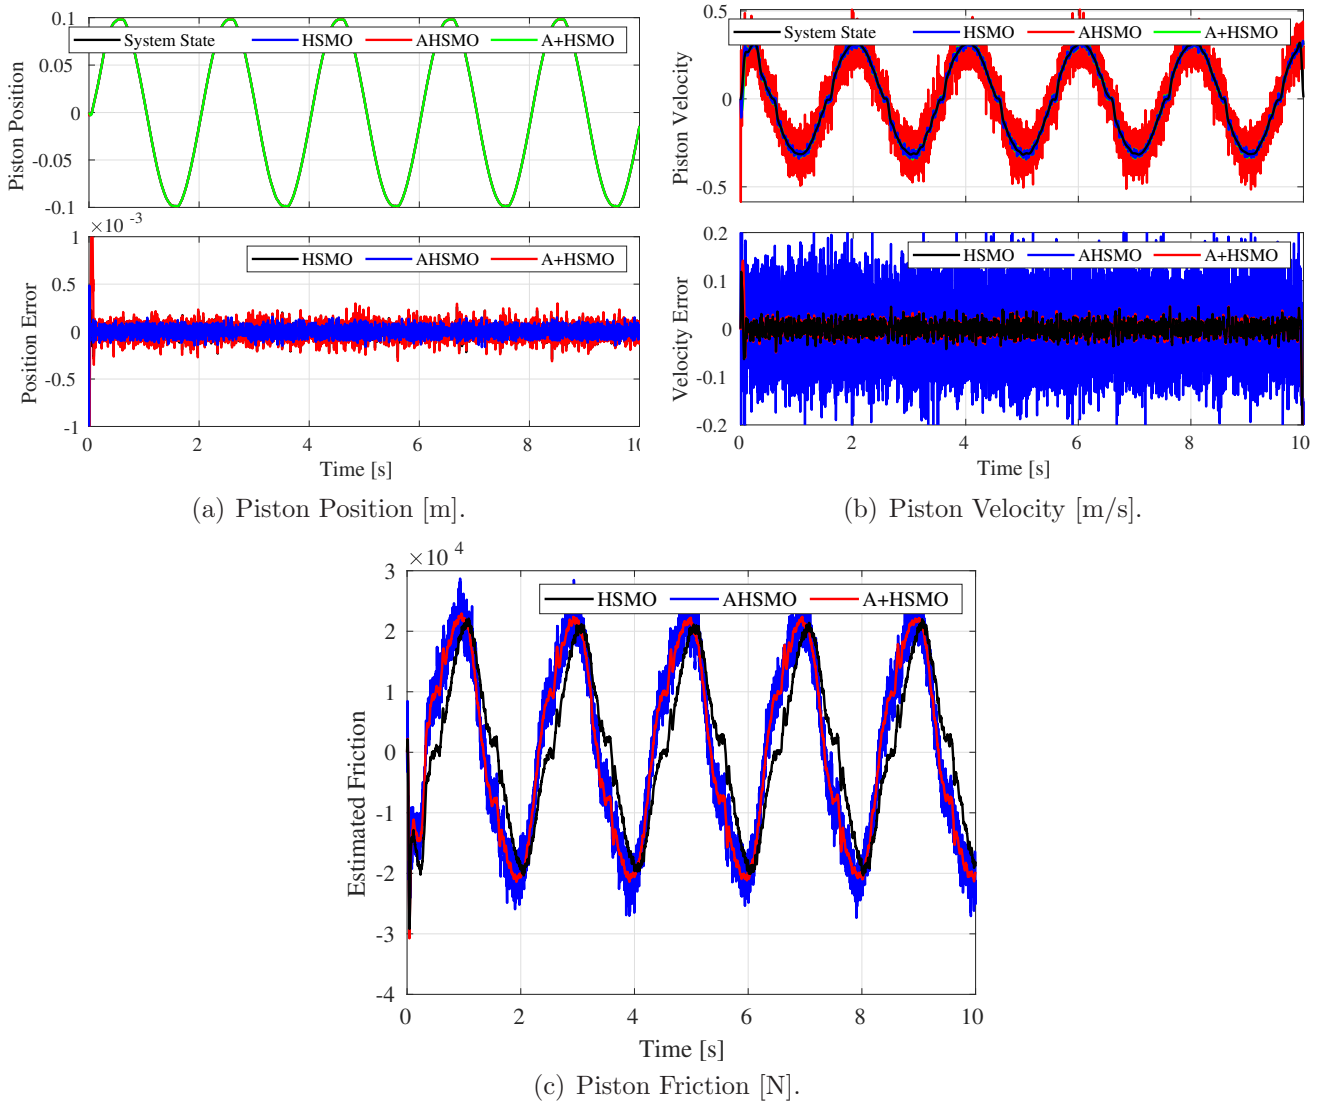 System State HSMO AHSMO A+HSMO
0.1
0.05
0
-0.05
-0.1
Piston Position
×10 -3
HSMO AHSMO A+HSMO
1
0.5
0
-0.5
-1
Position Error
0 2 4 6 8 10
Time [s]
(a) Piston Position [m].
System State HSMO AHSMO A+HSMO
0.5
0
-0.5
Piston Velocity
HSMO AHSMO A+HSMO
0.2
0.1
0
-0.1
-0.2
Velocity Error
0 2 4 6 8 10
Time [s]
(b) Piston Velocity [m/s].
×10 4
HSMO AHSMO A+HSMO
3
2
1
0
-1
-2
-3
-4
Estimated Friction
0 2 4 6 8 10
Time [s]
(c) Piston Friction [N].